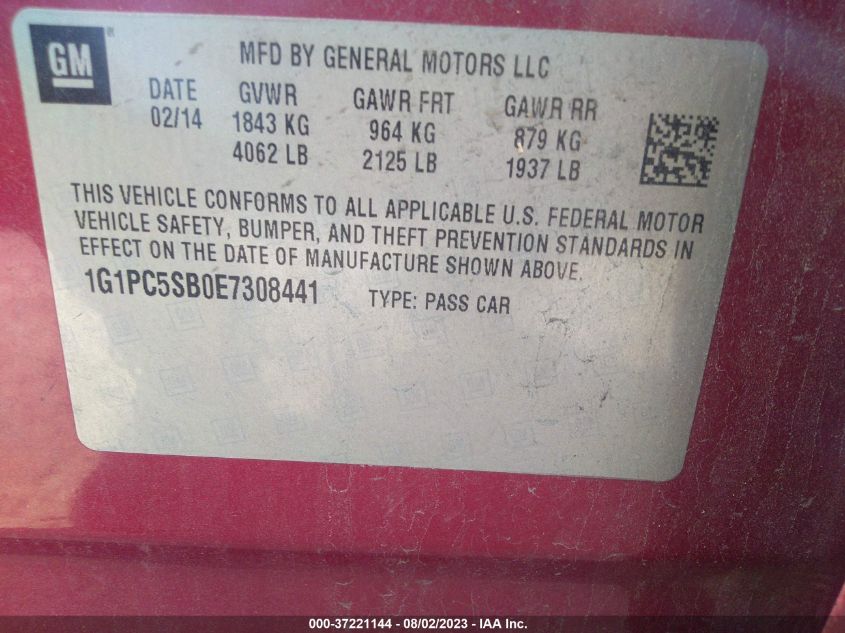 GM
MFD BY GENERAL MOTORS LLC
DATE GVWR GAWR FRT GAWR RR
02/14 1843 KG 964 KG 879 KG
4062 LB 2125 LB 1937 LB
THIS VEHICLE CONFORMS TO ALL APPLICABLE U.S. FEDERAL MOTOR
VEHICLE SAFETY, BUMPER, AND THEFT PREVENTION STANDARDS IN
EFFECT ON THE DATE OF MANUFACTURE SHOWN ABOVE.
1G1PC5SB0E7308441 TYPE: PASS CAR
000-37221144 - 08/02/2023 - IAA Inc.